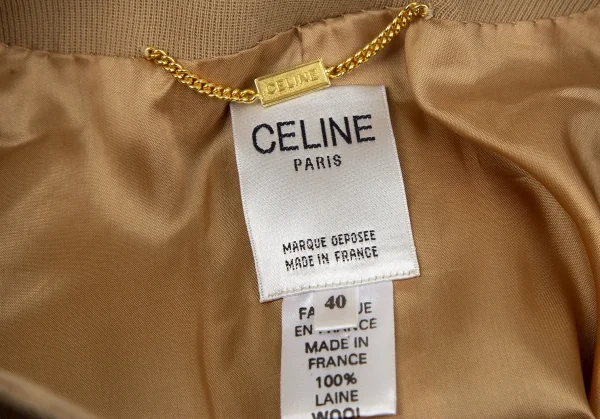 CELINE
CELINE
PARIS
MARQUE DEPOSEE
MADE IN FRANCE
40
EN FRANCE
MADE IN
FRANCE
100%
LAINE
WOOL